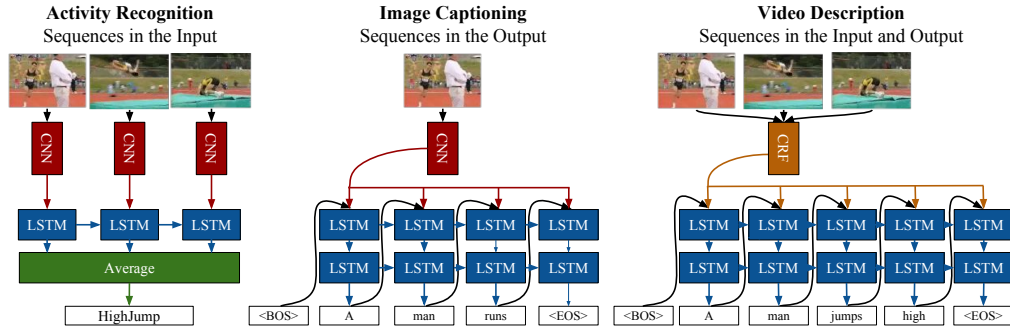 Activity Recognition
Sequences in the Input
CNN
CNN
CNN
LSTM
LSTM
LSTM
Average
HighJump
Image Captioning
Sequences in the Output
CNN
LSTM
LSTM
LSTM
LSTM
LSTM
LSTM
LSTM
LSTM
<BOS>
A
man
runs
<EOS>
Video Description
Sequences in the Input and Output
CRF
LSTM
LSTM
LSTM
LSTM
LSTM
LSTM
LSTM
LSTM
LSTM
LSTM
<BOS>
A
man
jumps
high
<EOS>